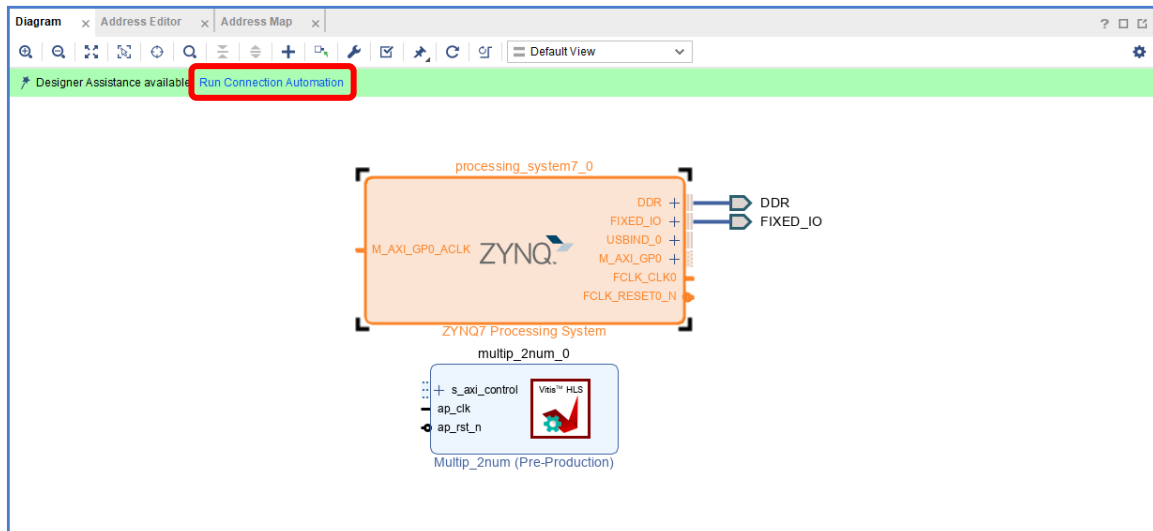 Diagram × Address Editor × Address Map × ?
Default View
Designer Assistance available Run Connection Automation
processing_system7_0
DDR
DDR
FIXED_IO
FIXED_IO
USBIND_0
M_AXI_GP0_ACLK
ZYNQ
M_AXI_GP0
FCLK_CLK0
FCLK_RESET0_N
ZYNQ7 Processing System
multip_2num_0
s_axi_control
Vitis™ HLS
ap_clk
ap_rst_n
Multip_2num (Pre-Production)